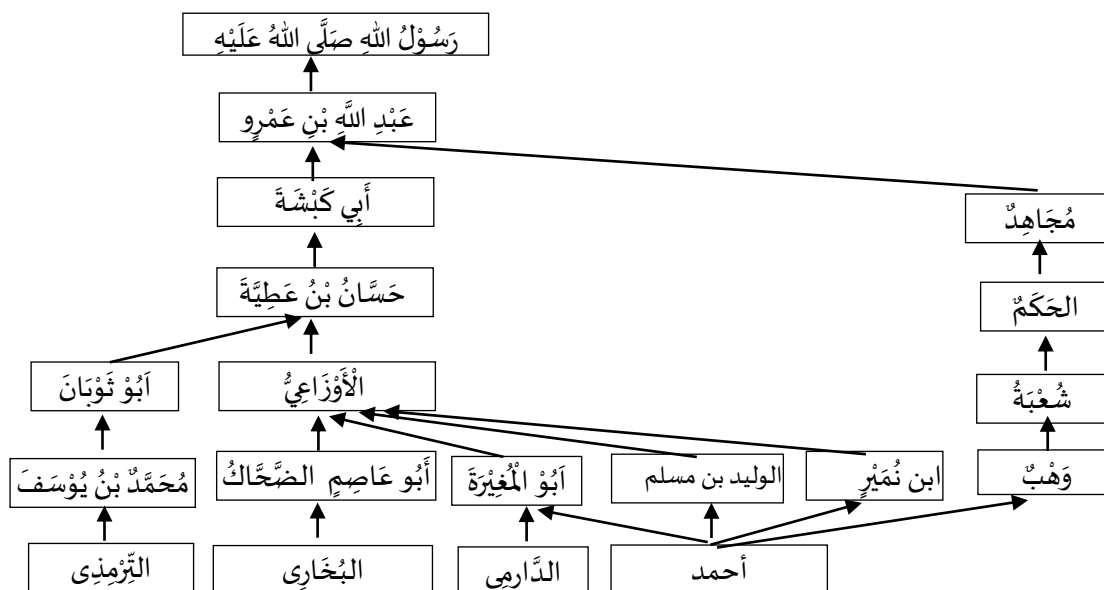 رَسُوْلُ اللهِ صَلَّى اللهُ عَلَيْهِ
عَبْدِ اللَّهِ بْنِ عَمْرٍو
أَبِي كَبْشَةَ
مُجَاهِدٌ
حَسَّانُ بْنُ عَطِيَّةَ
الحَكَمٌ
الْأَوْزَاعِيُّ
اَبُوْ ثَوْبَانَ
شُعْبَةُ
وَهْبٌ
ابن نُمَيْرٍ
الوليد بن مسلم
اَبُوْ الْمُغِيْرَةَ
أَبُو عَاصِمٍ الضَّحَّاكُ
مُحَمَّدٌ بْنُ يُوْسَفَ
أحمد
الدَّارمِى
البُخَارِى
التِّرْمِذِى